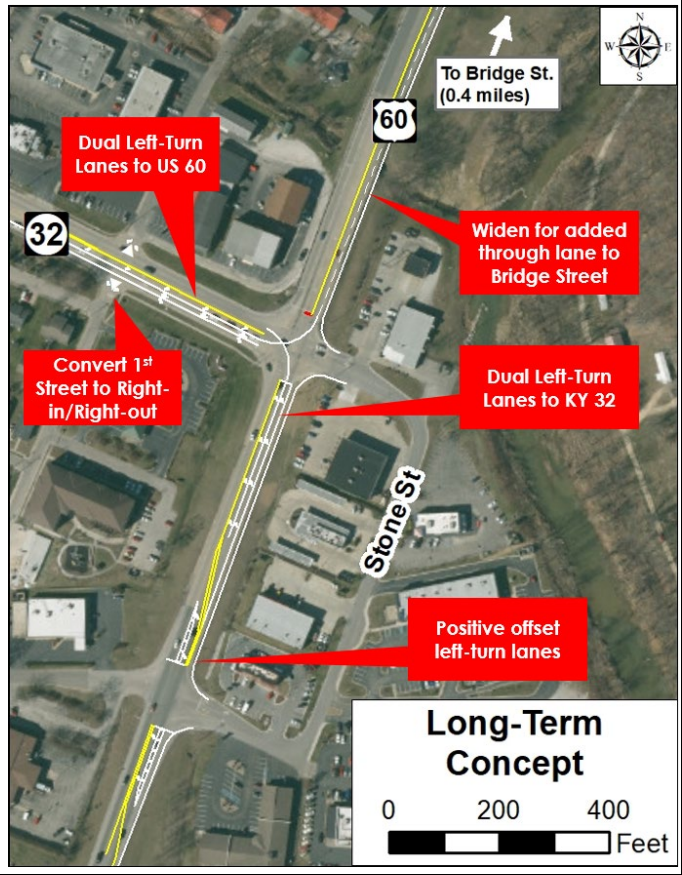 N
W
E
S
To Bridge St.
(0.4 miles)
60
Dual Left-Turn
Lanes to US 60
32
Widen for added
through lane to
Bridge Street
Convert 1st
Street to Right-
in/Right-out
Dual Left-Turn
Lanes to KY 32
Stone St
Positive offset
left-turn lanes
Long-Term
Concept
0 200 400
Feet